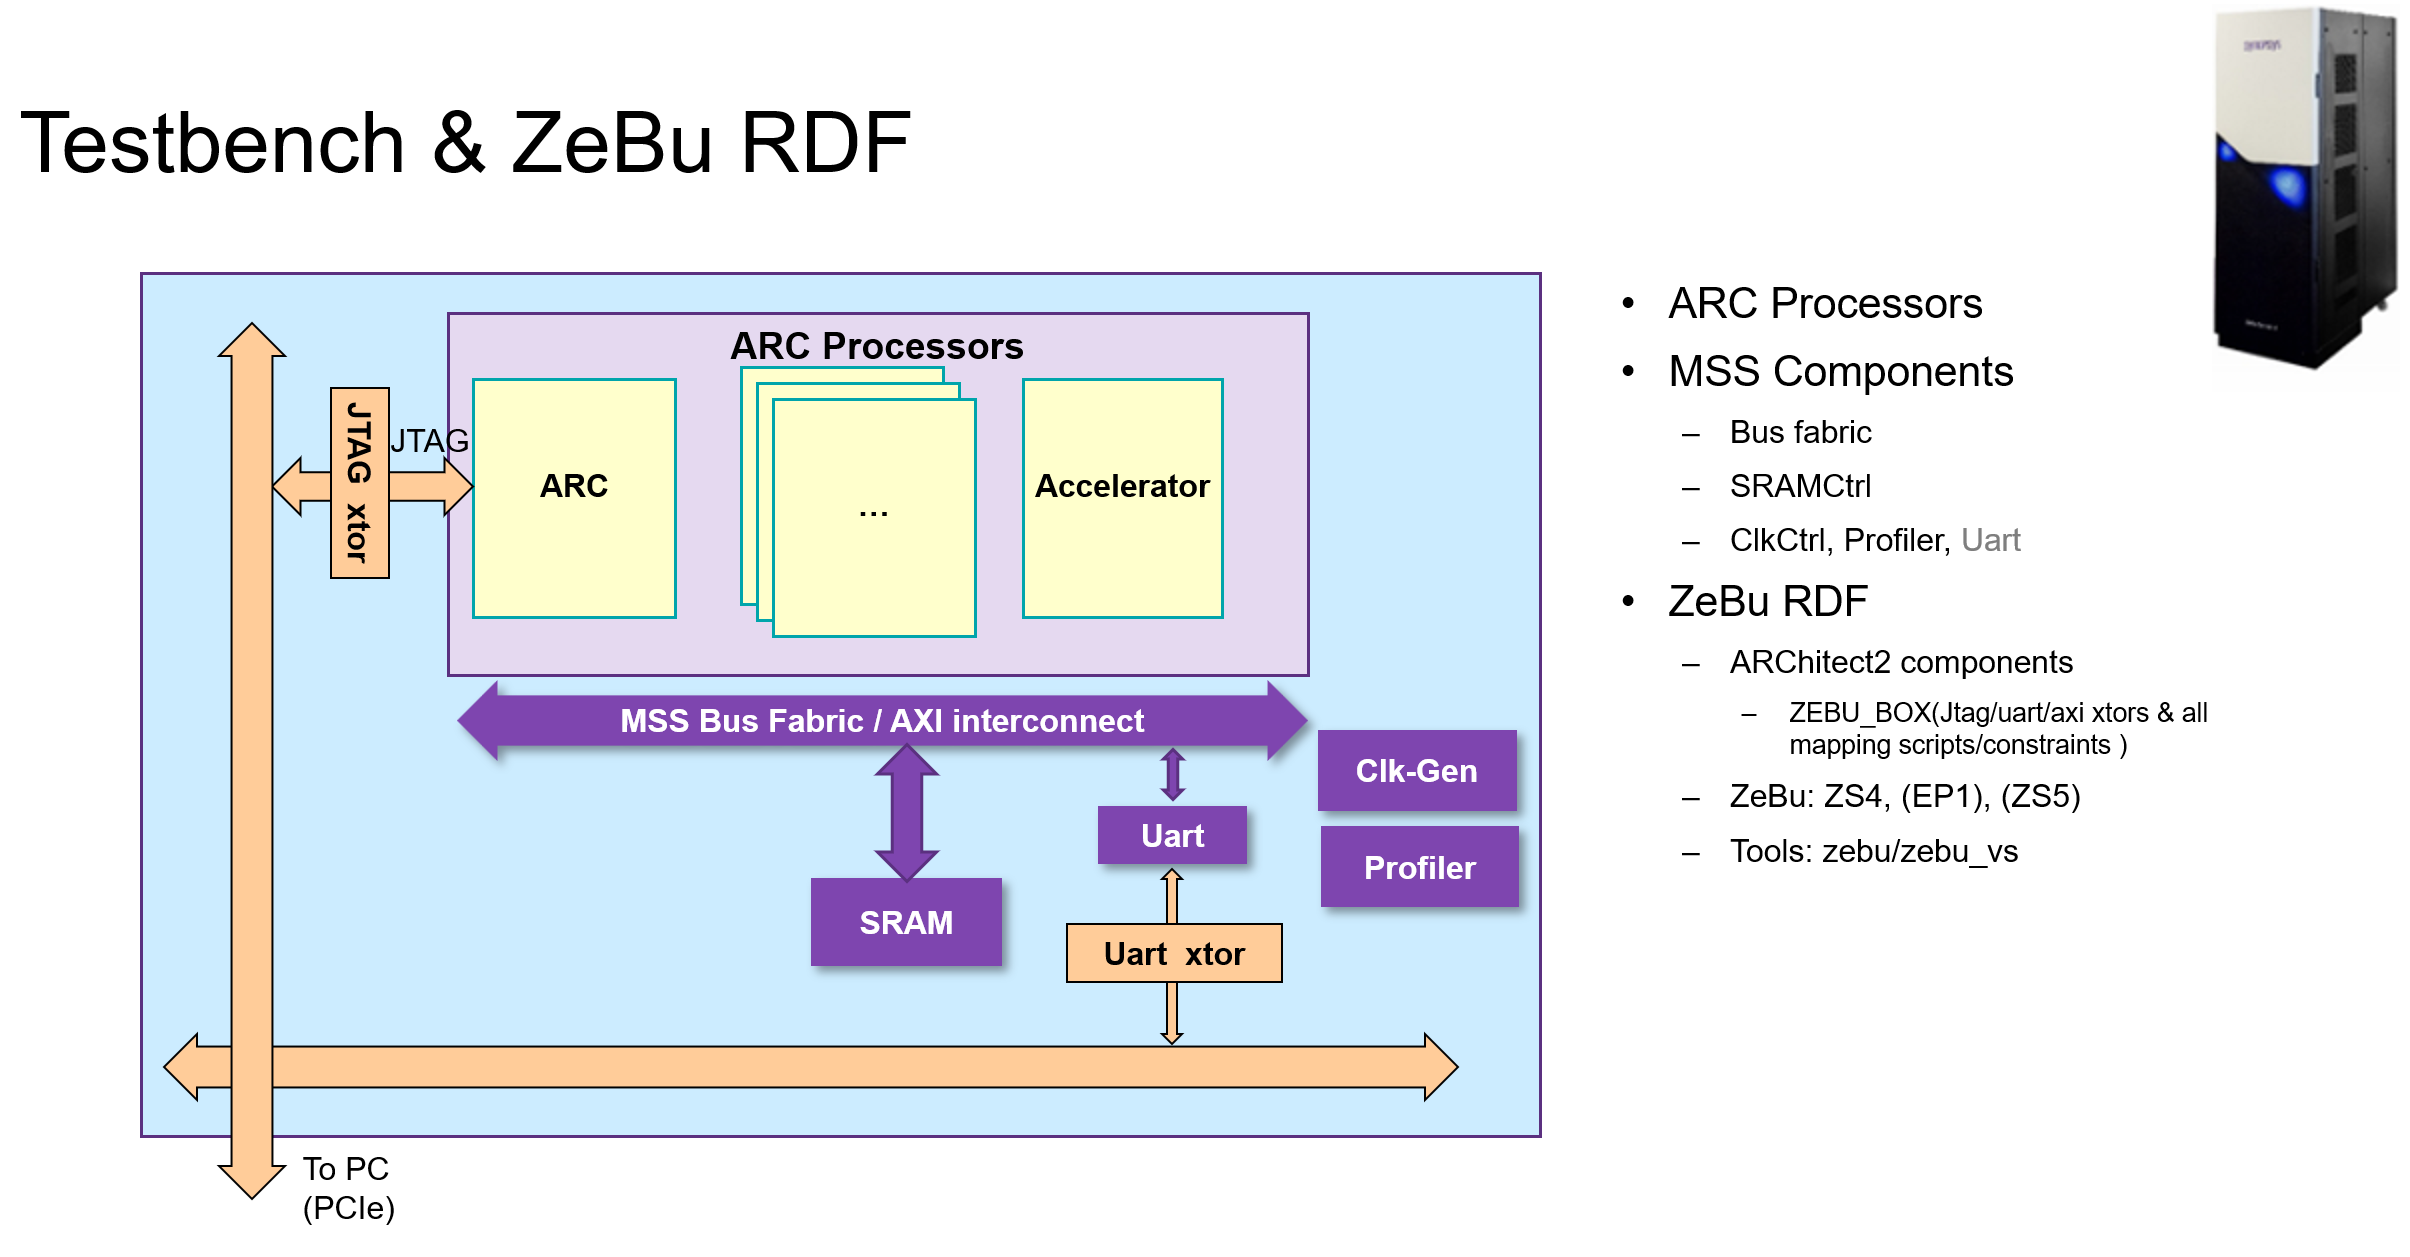 Testbench & ZeBu RDF
SYNOPSYS
ARC Processors
JTAG xtor
JTAG
ARC
...
Accelerator
MSS Bus Fabric / AXI interconnect
Clk-Gen
Uart
Profiler
SRAM
Uart xtor
To PC
(PCIe)
• ARC Processors
• MSS Components
– Bus fabric
– SRAMCtrl
– ClkCtrl, Profiler, Uart
• ZeBu RDF
– ARChitect2 components
– ZEBU_BOX(Jtag/uart/axi xtors & all
mapping scripts/constraints )
– ZeBu: ZS4, (EP1), (ZS5)
– Tools: zebu/zebu_vs